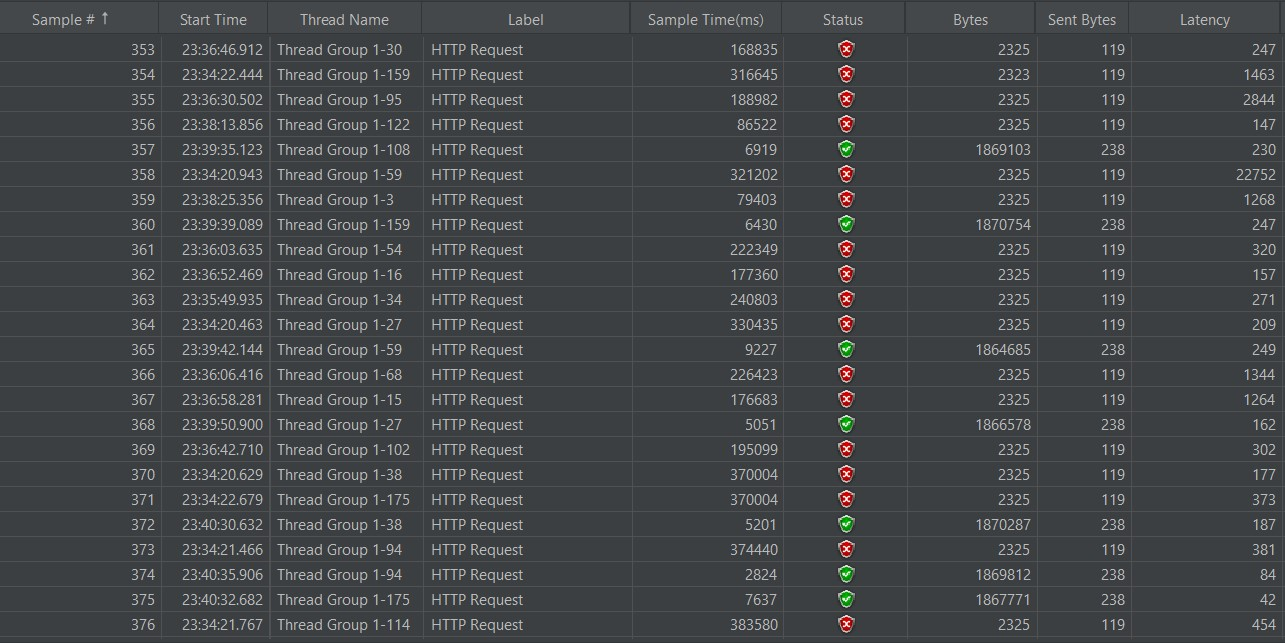 Sample # ↑ Start Time Thread Name Label Sample Time(ms) Status Bytes Sent Bytes Latency
353 23:36:46.912 Thread Group 1-30 HTTP Request 168835 2325 119 247
354 23:34:22.444 Thread Group 1-159 HTTP Request 316645 2323 119 1463
355 23:36:30.502 Thread Group 1-95 HTTP Request 188982 2325 119 2844
356 23:38:13.856 Thread Group 1-122 HTTP Request 86522 2325 119 147
357 23:39:35.123 Thread Group 1-108 HTTP Request 6919 1869103 238 230
358 23:34:20.943 Thread Group 1-59 HTTP Request 321202 2325 119 22752
359 23:38:25.356 Thread Group 1-3 HTTP Request 79403 2325 119 1268
360 23:39:39.089 Thread Group 1-159 HTTP Request 6430 1870754 238 247
361 23:36:03.635 Thread Group 1-54 HTTP Request 222349 2325 119 320
362 23:36:52.469 Thread Group 1-16 HTTP Request 177360 2325 119 157
363 23:35:49.935 Thread Group 1-34 HTTP Request 240803 2325 119 271
364 23:34:20.463 Thread Group 1-27 HTTP Request 330435 2325 119 209
365 23:39:42.144 Thread Group 1-59 HTTP Request 9227 1864685 238 249
366 23:36:06.416 Thread Group 1-68 HTTP Request 226423 2325 119 1344
367 23:36:58.281 Thread Group 1-15 HTTP Request 176683 2325 119 1264
368 23:39:50.900 Thread Group 1-27 HTTP Request 5051 1866578 238 162
369 23:36:42.710 Thread Group 1-102 HTTP Request 195099 2325 119 302
370 23:34:20.629 Thread Group 1-38 HTTP Request 370004 2325 119 177
371 23:34:22.679 Thread Group 1-175 HTTP Request 370004 2325 119 373
372 23:40:30.632 Thread Group 1-38 HTTP Request 5201 1870287 238 187
373 23:34:21.466 Thread Group 1-94 HTTP Request 374440 2325 119 381
374 23:40:35.906 Thread Group 1-94 HTTP Request 2824 1869812 238 84
375 23:40:32.682 Thread Group 1-175 HTTP Request 7637 1867771 238 42
376 23:34:21.767 Thread Group 1-114 HTTP Request 383580 2325 119 454